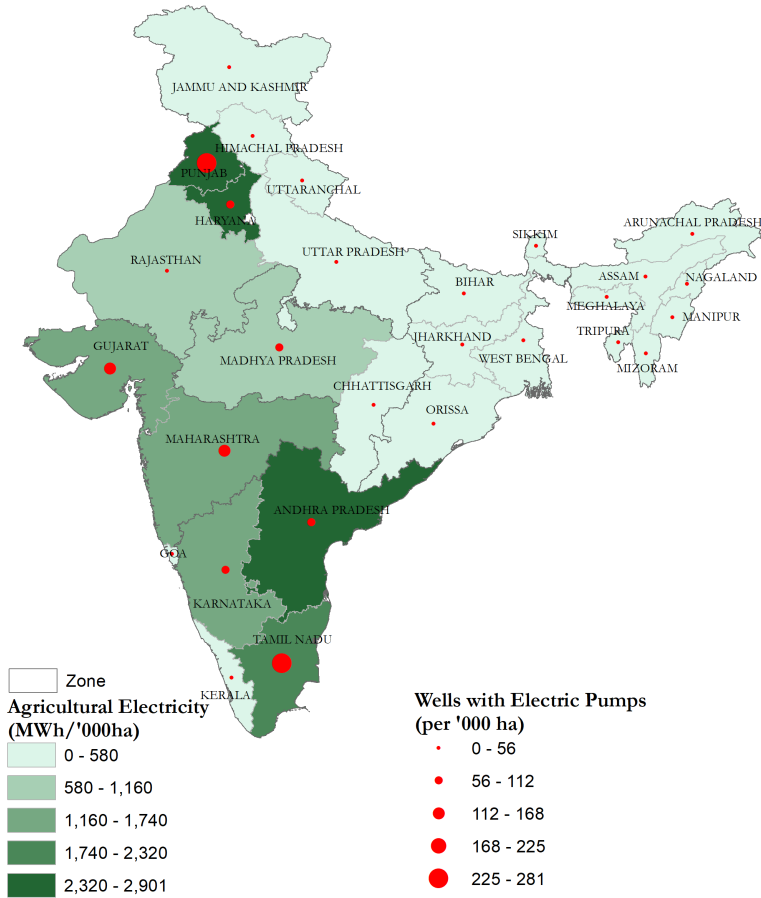 JAMMU AND KASHMIR
HIMACHAL PRADESH
PUNJAB
UTTARANCHAL
HARYANA
ARUNACHAL PRADESH
SIKKIM
UTTAR PRADESH
RAJASTHAN
ASSAM
NAGALAND
BIHAR
MEGHALAYA
MANIPUR
TRIPURA
JHARKHAND
GUJARAT
WEST BENGAL
MADHYA PRADESH
MIZORAM
CHHATTISGARH
ORISSA
MAHARASHTRA
ANDHRA PRADESH
GOA
KARNATAKA
TAMIL NADU
KERALA
Zone
Agricultural Electricity
(MWh/'000ha)
0 - 580
580 - 1,160
1,160 - 1,740
1,740 - 2,320
2,320 - 2,901
Wells with Electric Pumps
(per '000 ha)
0 - 56
56 - 112
112 - 168
168 - 225
225 - 281